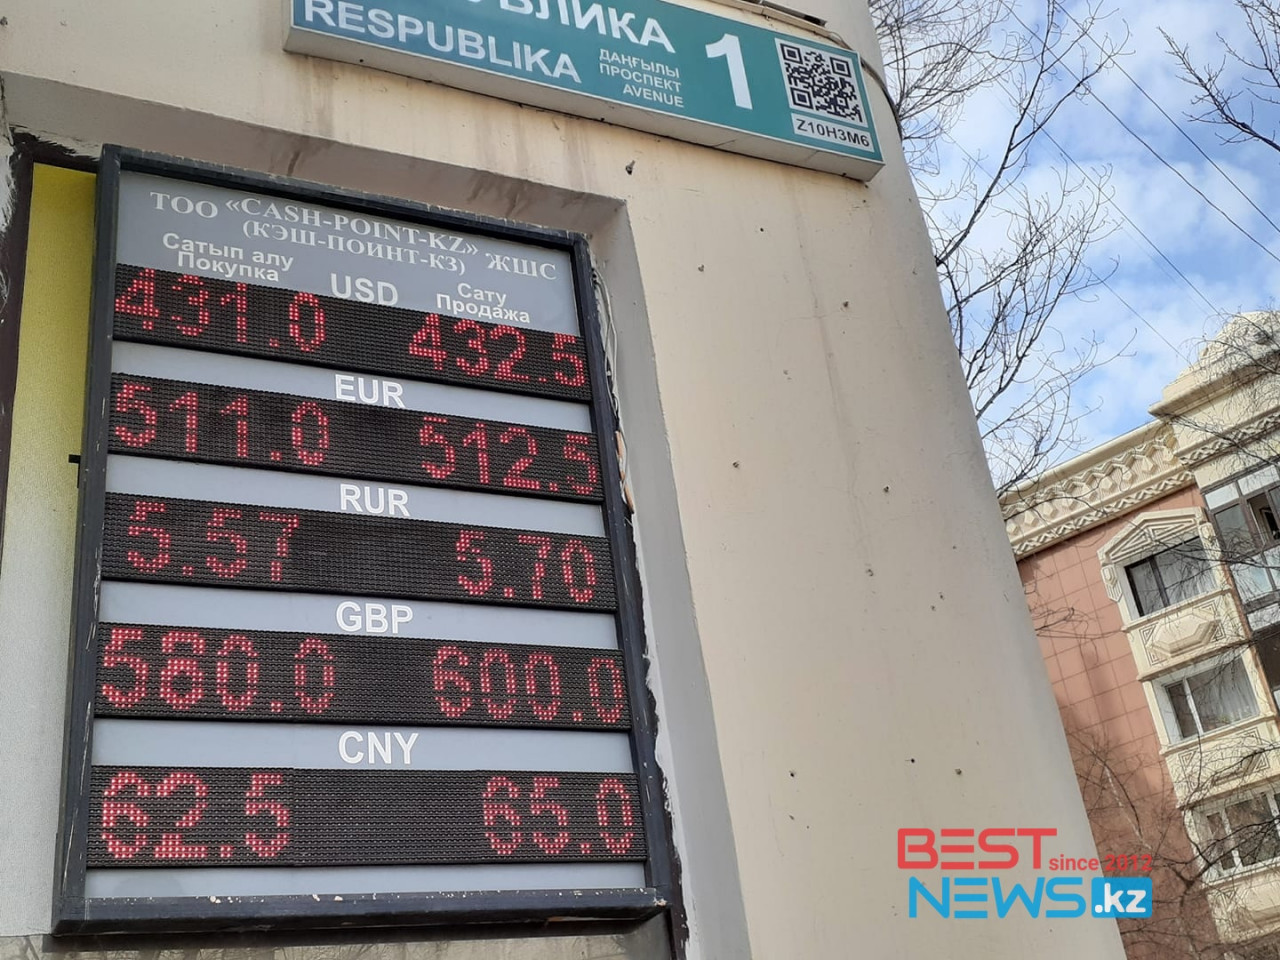 БЛИКА
RESPUBLIKA
ДАҢҒЫЛЫ
ПРОСПЕКТ
AVENUE
1
Z10H3M6
ТОО «CASH-POINT-KZ» ЖШС
(КЭШ-ПОИНТ-КЗ)
Сатып алу
Покупка
USD
Сату
Продажа
431.0 432.5
EUR
511.0 512.5
RUR
5.57 5.70
GBP
580.0 600.0
CNY
62.5 65.0
BEST since 2012
NEWS.kz